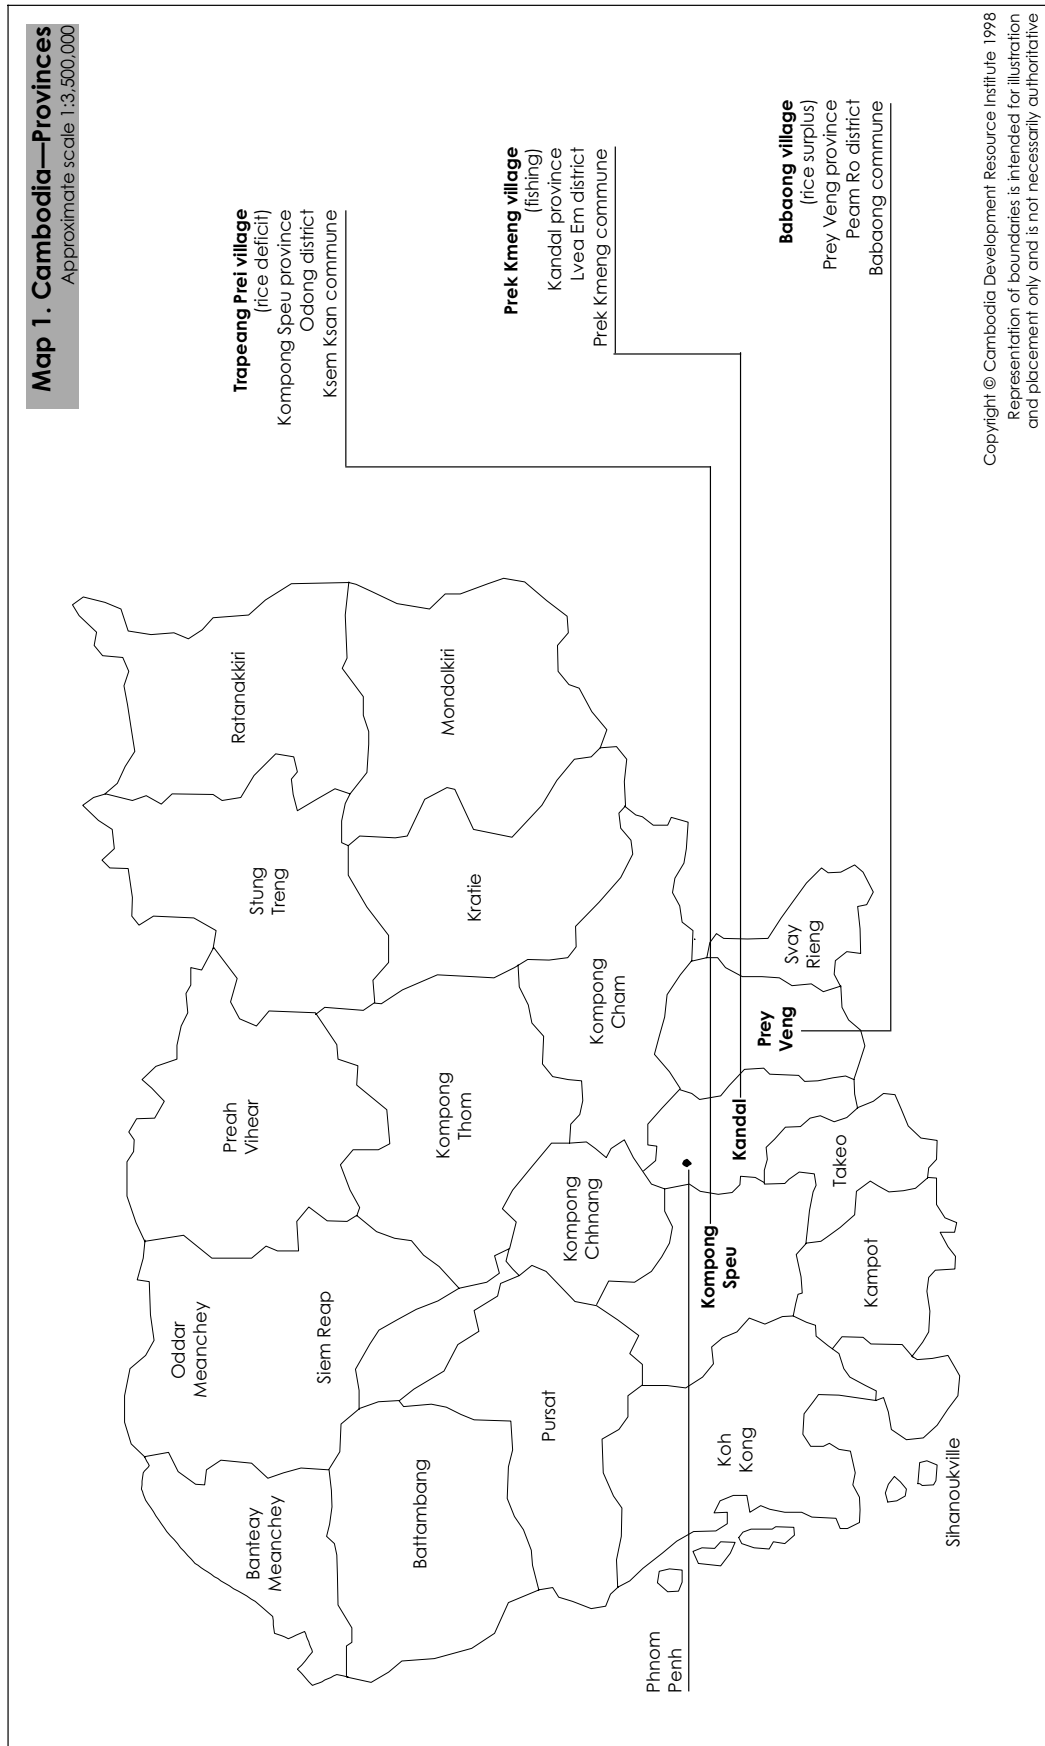 Map 1. Cambodia—Provinces
Approximate scale 1:3,500,000
Trapeang Prei village
(rice deficit)
Kompong Speu province
Odong district
Ksem Ksan commune
Prek Kmeng village
(fishing)
Kandal province
Lvea Em district
Prek Kmeng commune
Babaong village
(rice surplus)
Prey Veng province
Peam Ro district
Babaong commune
Oddar
Meanchey
Banteay
Meanchey
Siem Reap
Preah
Vihear
Stung
Treng
Ratanakkiri
Battambang
Pursat
Kompong
Thom
Kratie
Mondolkiri
Kompong
Chhnang
Kompong
Cham
Phnom
Penh
Koh
Kong
Kompong
Speu
Kandal
Prey
Veng
Svay
Rieng
Takeo
Kampot
Sihanoukville
Copyright © Cambodia Development Resource Institute 1998
Representation of boundaries is intended for illustration
and placement only and is not necessarily authoritative